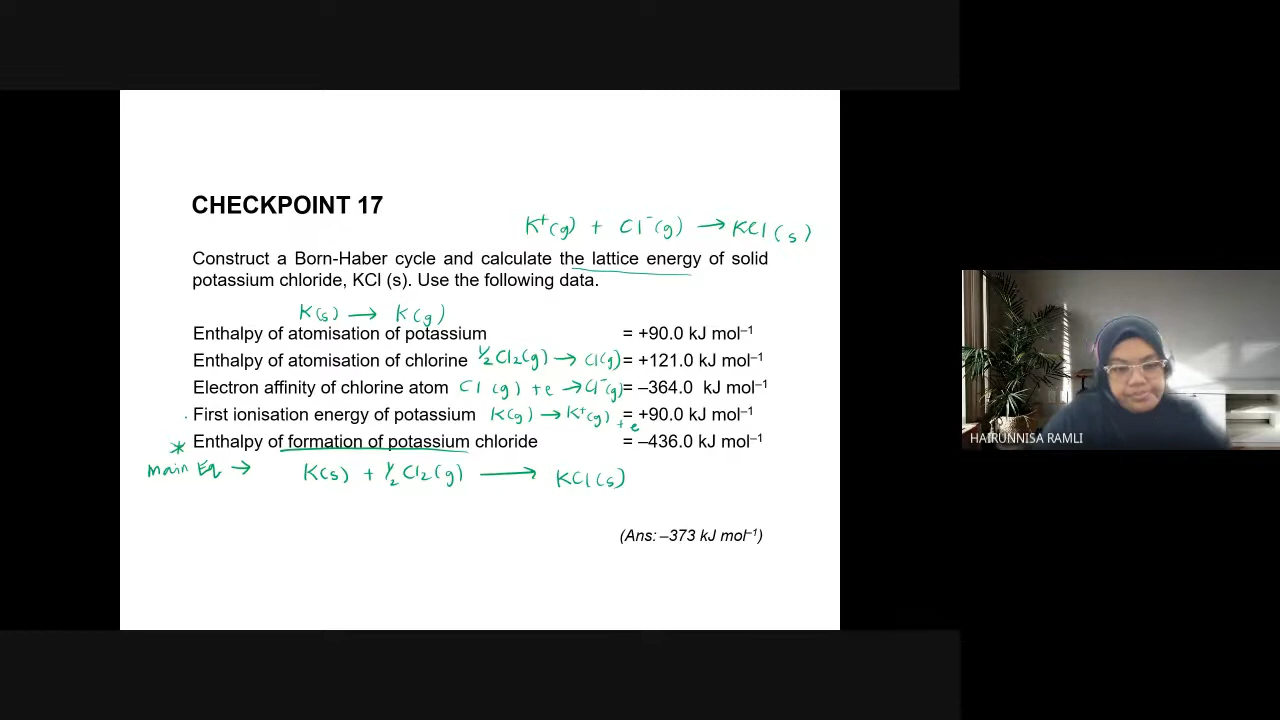 CHECKPOINT 17
K⁺(g) + Cl⁻(g) → KCl(s)
Construct a Born-Haber cycle and calculate the lattice energy of solid
potassium chloride, KCl (s). Use the following data.
K(s) → K(g)
Enthalpy of atomisation of potassium = +90.0 kJ mol⁻¹
Enthalpy of atomisation of chlorine ½Cl₂(g) → Cl(g) = +121.0 kJ mol⁻¹
Electron affinity of chlorine atom Cl (g) + e → Cl⁻(g) = –364.0 kJ mol⁻¹
First ionisation energy of potassium K(g) → K⁺(g) + e = +90.0 kJ mol⁻¹
* Enthalpy of formation of potassium chloride = –436.0 kJ mol⁻¹
main Eq → K(s) + ½Cl₂(g) → KCl(s)
(Ans: –373 kJ mol⁻¹)
HAIRUNNISA RAMLI